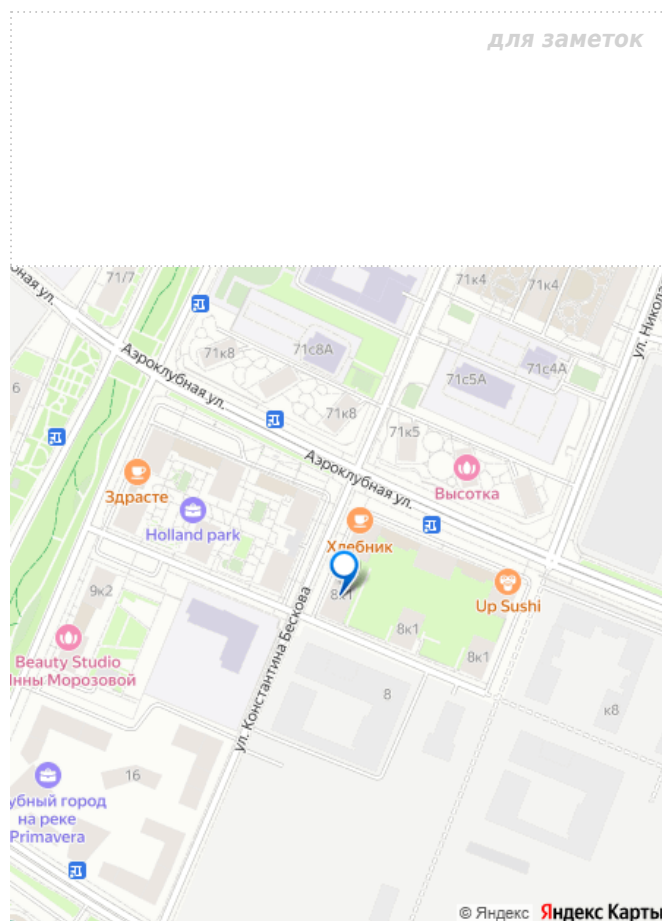 для заметок
71/7
71к4
71к4
бная ул.
ул. Никола
Аэроклубная ул.
71к8
71с8А
71с4А
71с5А
6
71к8
71к5
Аэроклубная ул.
Высотка
Здрасте
Holland park
Хлебник
8к1
Up Sushi
9к2
8к1
8к1
Beauty Studio
Инны Морозовой
ул. Константина Бескова
8
к8
16
убный город
на реке
Primavera
© Яндекс Яндекс Карты